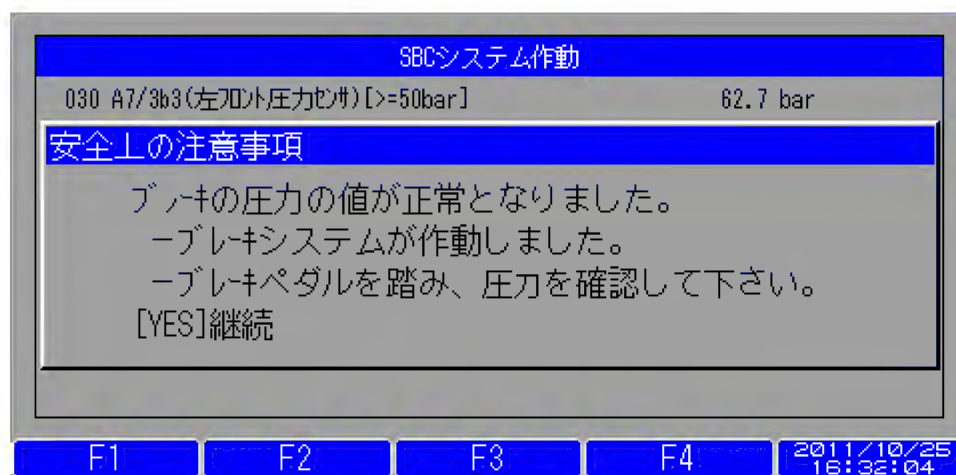 SBCシステム作動
030 A7/3b3(左フロント圧力センサ)[>=50bar] 62.7 bar
安全上の注意事項
ブレーキの圧力の値が正常となりました。
ーブレーキシステムが作動しました。
ーブレーキペダルを踏み、圧力を確認して下さい。
[YES]継続
F1 F2 F3 F4 2011/10/25
16:32:04